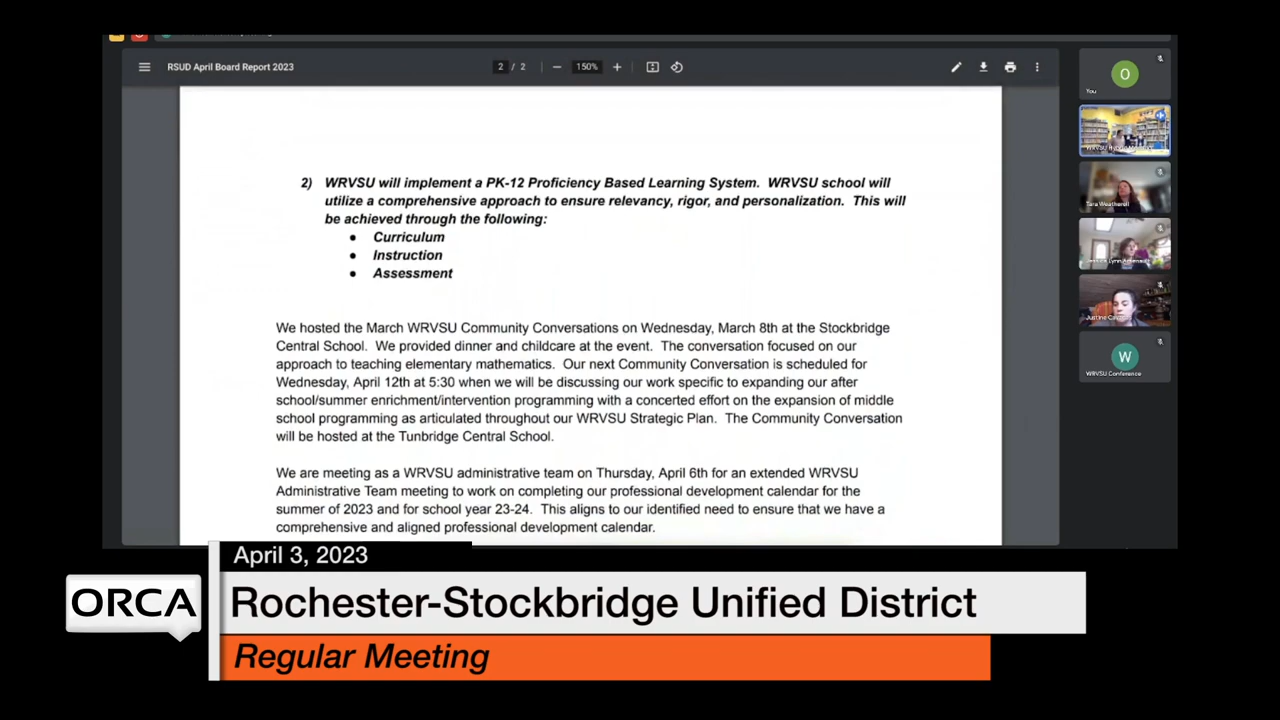 RSUD April Board Report 2023
2 / 2
150%
2) WRVSU will implement a PK-12 Proficiency Based Learning System. WRVSU school will
utilize a comprehensive approach to ensure relevancy, rigor, and personalization. This will
be achieved through the following:
• Curriculum
• Instruction
• Assessment
We hosted the March WRVSU Community Conversations on Wednesday, March 8th at the Stockbridge
Central School. We provided dinner and childcare at the event. The conversation focused on our
approach to teaching elementary mathematics. Our next Community Conversation is scheduled for
Wednesday, April 12th at 5:30 when we will be discussing our work specific to expanding our after
school/summer enrichment/intervention programming with a concerted effort on the expansion of middle
school programming as articulated throughout our WRVSU Strategic Plan. The Community Conversation
will be hosted at the Tunbridge Central School.
We are meeting as a WRVSU administrative team on Thursday, April 6th for an extended WRVSU
Administrative Team meeting to work on completing our professional development calendar for the
summer of 2023 and for school year 23-24. This aligns to our identified need to ensure that we have a
comprehensive and aligned professional development calendar.
O
You
WRVSU
Tara Weatherell
Lynn
Justine
W
WRVSU Conference
April 3, 2023
ORCA
Rochester-Stockbridge Unified District
Regular Meeting